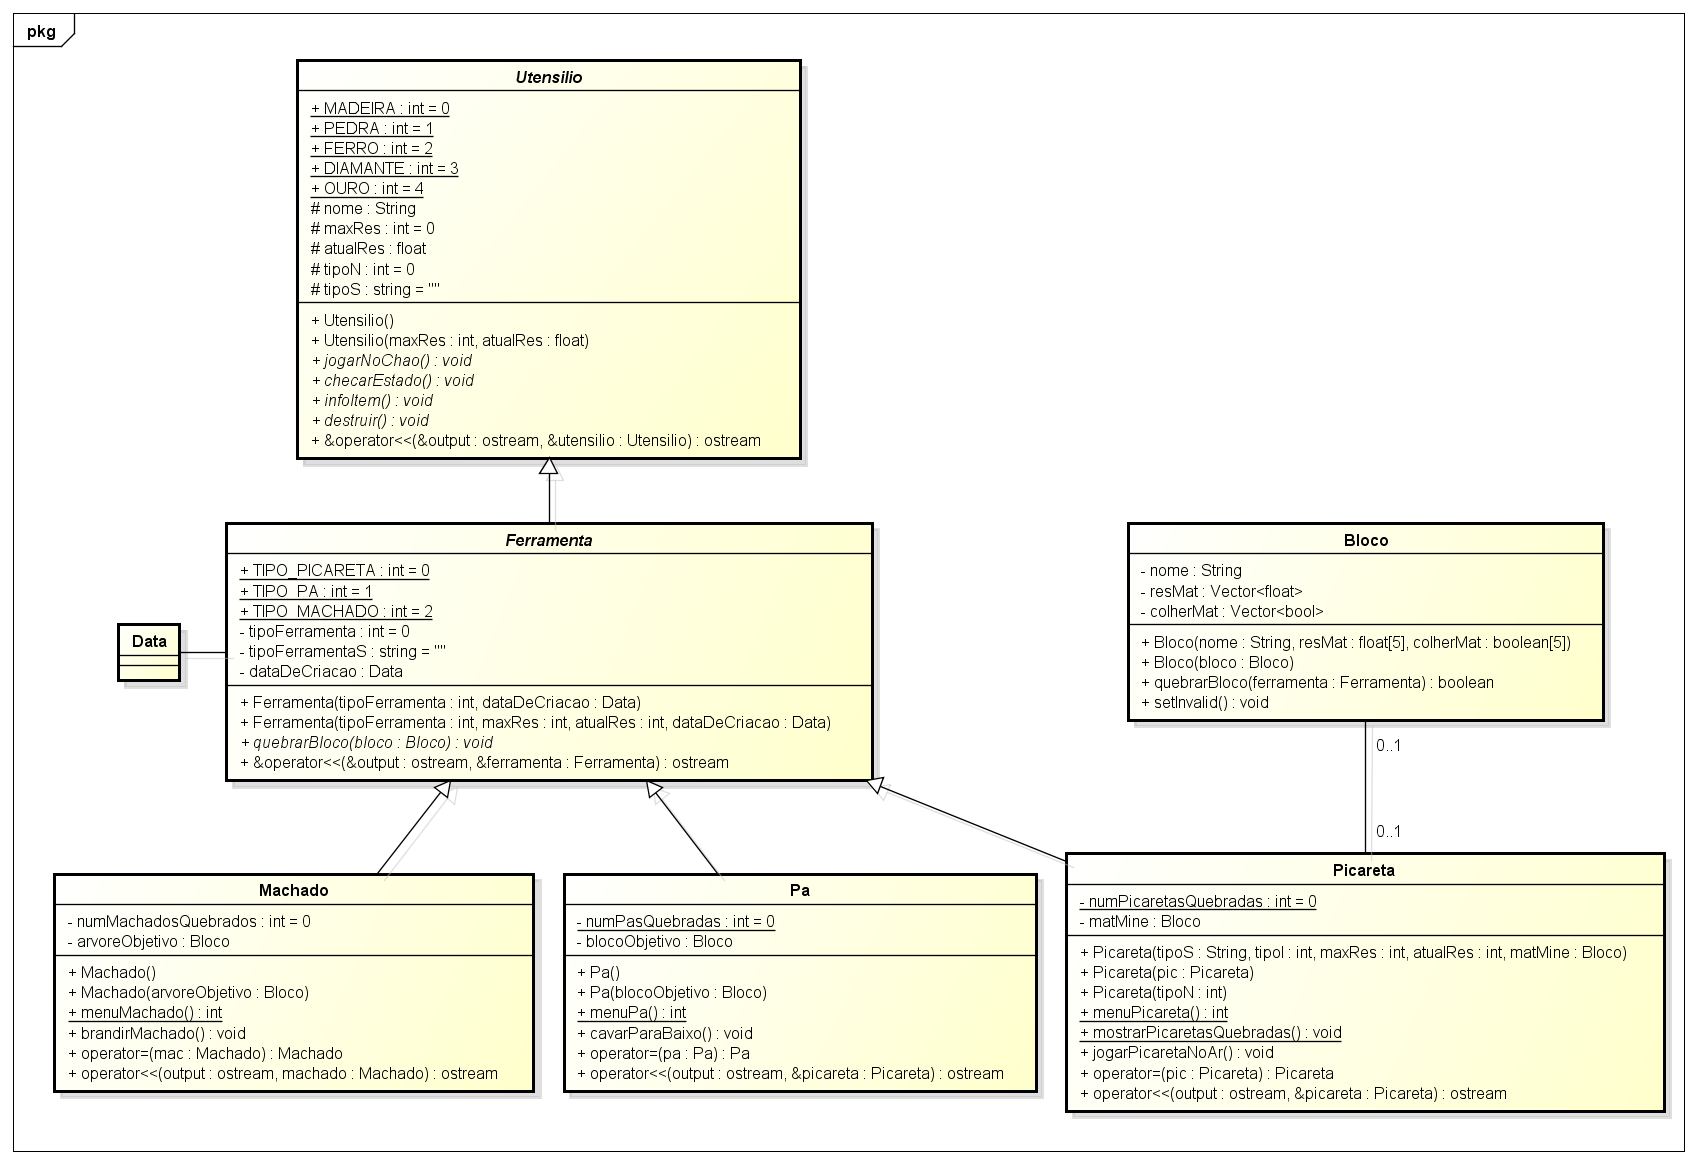 pkg
Utensilio
+ MADEIRA : int = 0
+ PEDRA : int = 1
+ FERRO : int = 2
+ DIAMANTE : int = 3
+ OURO : int = 4
# nome : String
# maxRes : int = 0
# atualRes : float
# tipoN : int = 0
# tipoS : string = ""
+ Utensilio()
+ Utensilio(maxRes : int, atualRes : float)
+ jogarNoChao() : void
+ checarEstado() : void
+ infoItem() : void
+ destruir() : void
+ &operator<<(&output : ostream, &utensilio : Utensilio) : ostream
Ferramenta
+ TIPO_PICARETA : int = 0
+ TIPO_PA : int = 1
+ TIPO_MACHADO : int = 2
- tipoFerramenta : int = 0
- tipoFerramentaS : string = ""
- dataDeCriacao : Data
+ Ferramenta(tipoFerramenta : int, dataDeCriacao : Data)
+ Ferramenta(tipoFerramenta : int, maxRes : int, atualRes : int, dataDeCriacao : Data)
+ quebrarBloco(bloco : Bloco) : void
+ &operator<<(&output : ostream, &ferramenta : Ferramenta) : ostream
Data
Bloco
- nome : String
- resMat : Vector<float>
- colherMat : Vector<bool>
+ Bloco(nome : String, resMat : float[5], colherMat : boolean[5])
+ Bloco(bloco : Bloco)
+ quebrarBloco(ferramenta : Ferramenta) : boolean
+ setInvalid() : void
0..1
0..1
Machado
- numMachadosQuebrados : int = 0
- arvoreObjetivo : Bloco
+ Machado()
+ Machado(arvoreObjetivo : Bloco)
+ menuMachado() : int
+ brandirMachado() : void
+ operator=(mac : Machado) : Machado
+ operator<<(output : ostream, machado : Machado) : ostream
Pa
- numPasQuebradas : int = 0
- blocoObjetivo : Bloco
+ Pa()
+ Pa(blocoObjetivo : Bloco)
+ menuPa() : int
+ cavarParaBaixo() : void
+ operator=(pa : Pa) : Pa
+ operator<<(output : ostream, &picareta : Picareta) : ostream
Picareta
- numPicaretasQuebradas : int = 0
- matMine : Bloco
+ Picareta(tipoS : String, tipoI : int, maxRes : int, atualRes : int, matMine : Bloco)
+ Picareta(pic : Picareta)
+ Picareta(tipoN : int)
+ menuPicareta() : int
+ mostrarPicaretasQuebradas() : void
+ jogarPicaretaNoAr() : void
+ operator=(pic : Picareta) : Picareta
+ operator<<(output : ostream, &picareta : Picareta) : ostream